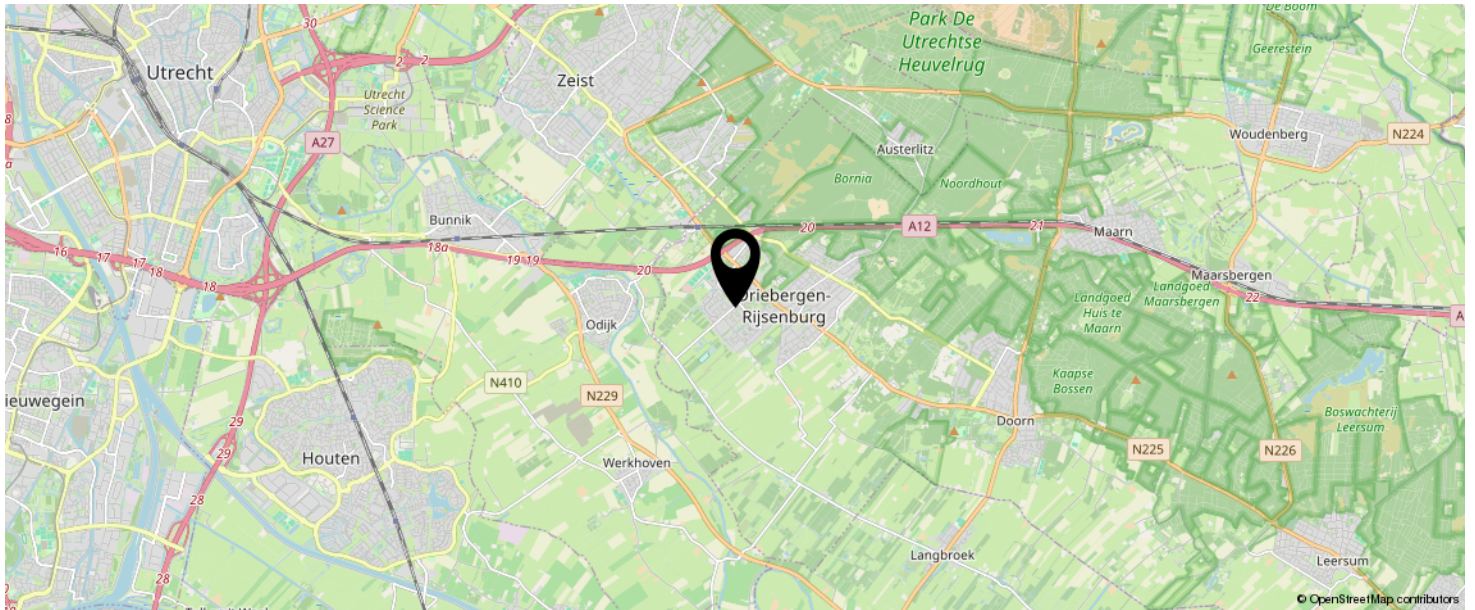 30
2
2
Park De
Utrechtse
Heuvelrug
De Boom
Geerestein
Utrecht
Zeist
Utrecht
Science
Park
A27
Austerlitz
Woudenberg
N224
Bornia
Noordhout
Bunnik
18a
19 19
20
20
A12
21
Maarn
16
17
17
18
18
Maarsbergen
22
Landgoed
Maarsbergen
Landgoed
Huis te
Maarn
Driebergen-
Rijsenburg
Odijk
Kaapse
Bossen
N410
N229
ieuwegein
29
29
Houten
28
28
Werkhoven
Doorn
N225
N226
Boswachterij
Leersum
Langbroek
Leersum
© OpenStreetMap contributors